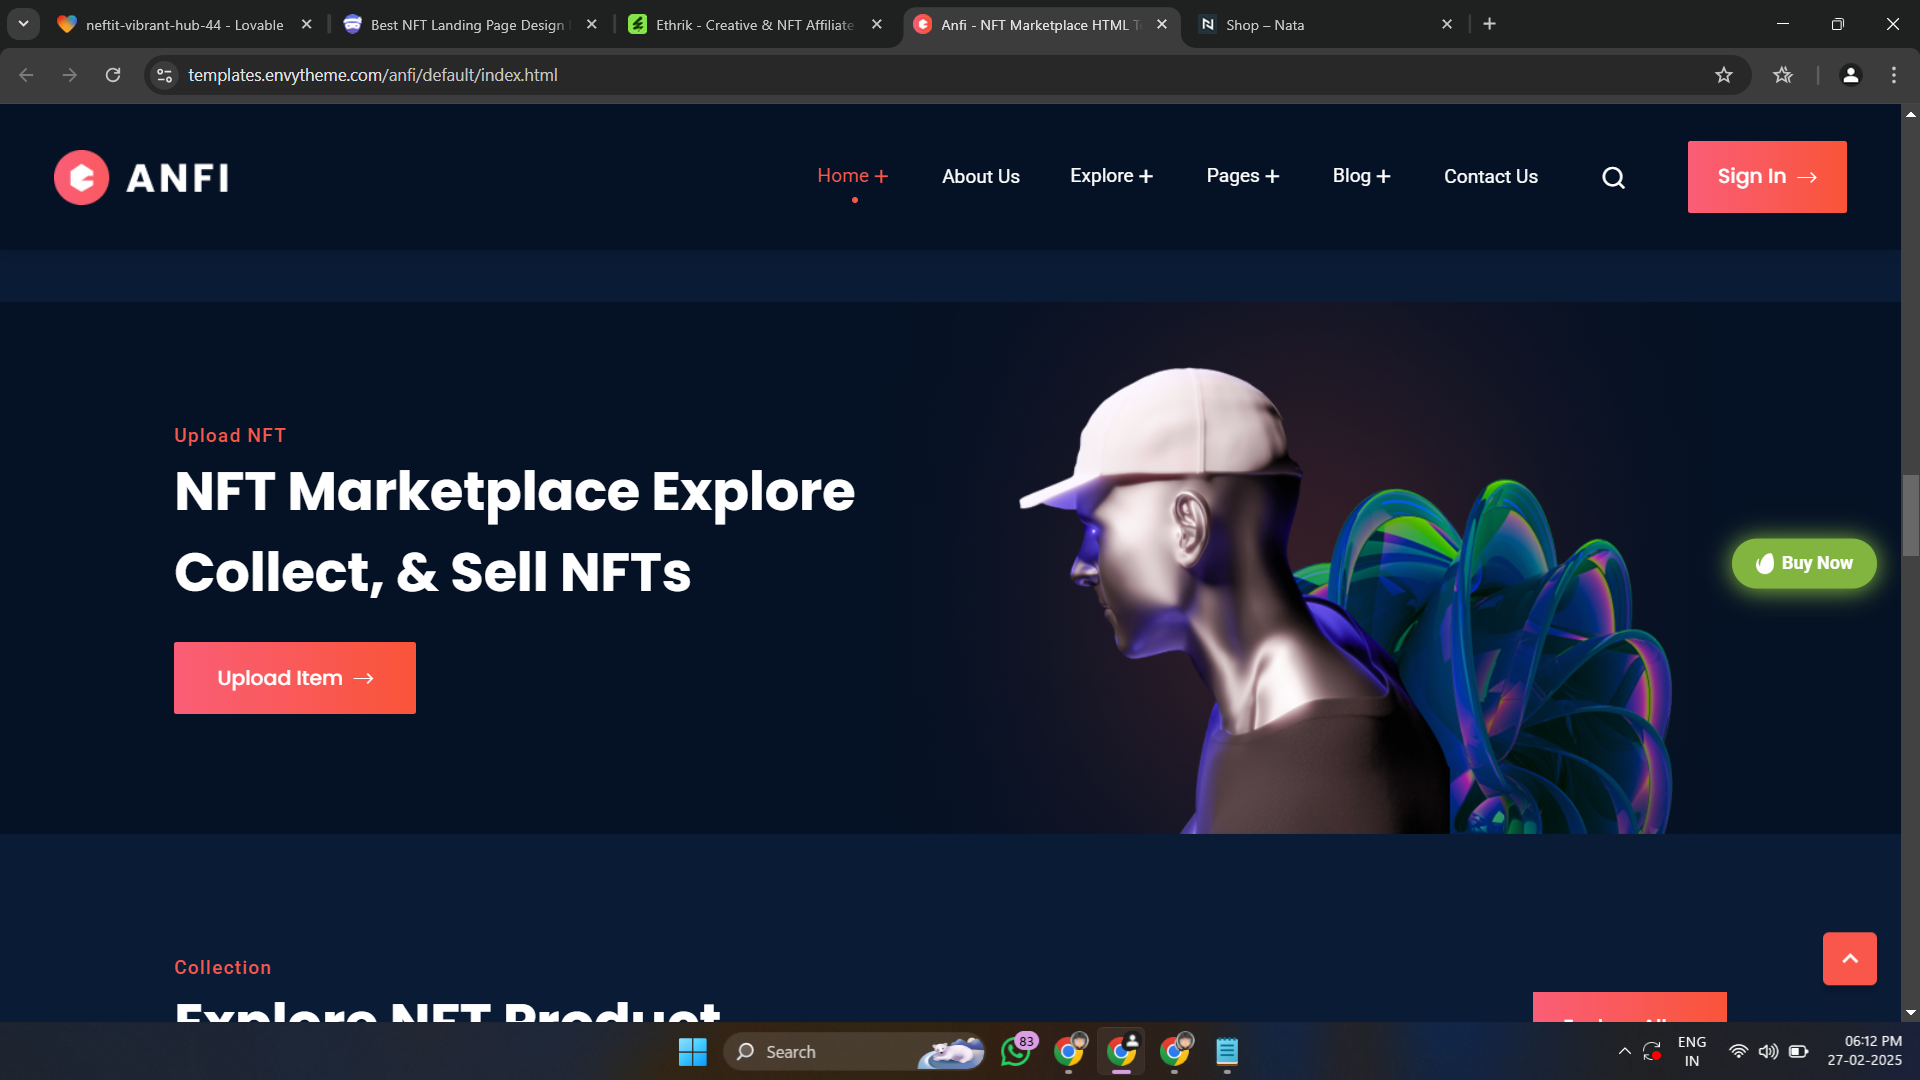 neftit-vibrant-hub-44 - Lovable
Best NFT Landing Page Design
Ethrik - Creative & NFT Affiliate
Anfi - NFT Marketplace HTML T
Shop – Nata
templates.envytheme.com/anfi/default/index.html
ANFI
Home +
About Us
Explore +
Pages +
Blog +
Contact Us
Sign In →
Upload NFT
NFT Marketplace Explore
Collect, & Sell NFTs
Upload Item →
Buy Now
Collection
Explore NFT Product
Search
83
ENG
IN
06:12 PM
27-02-2025